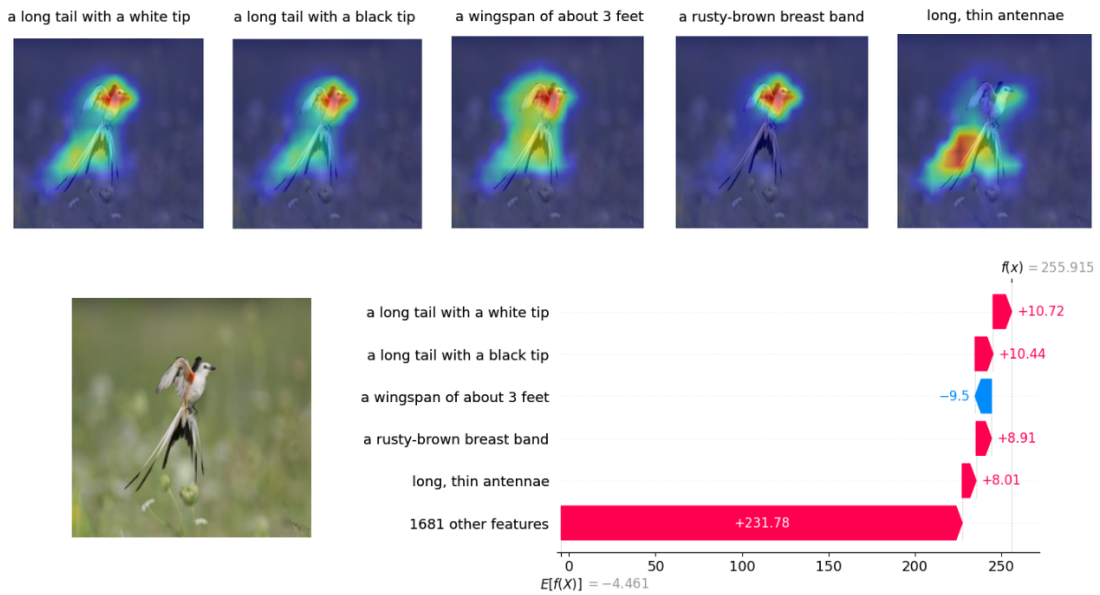 a long tail with a white tip
a long tail with a black tip
a wingspan of about 3 feet
a rusty-brown breast band
long, thin antennae
f(x) = 255.915
a long tail with a white tip
+10.72
a long tail with a black tip
+10.44
a wingspan of about 3 feet
−9.5
a rusty-brown breast band
+8.91
long, thin antennae
+8.01
1681 other features
+231.78
0 50 100 150 200 250
E[f(X)] = −4.461